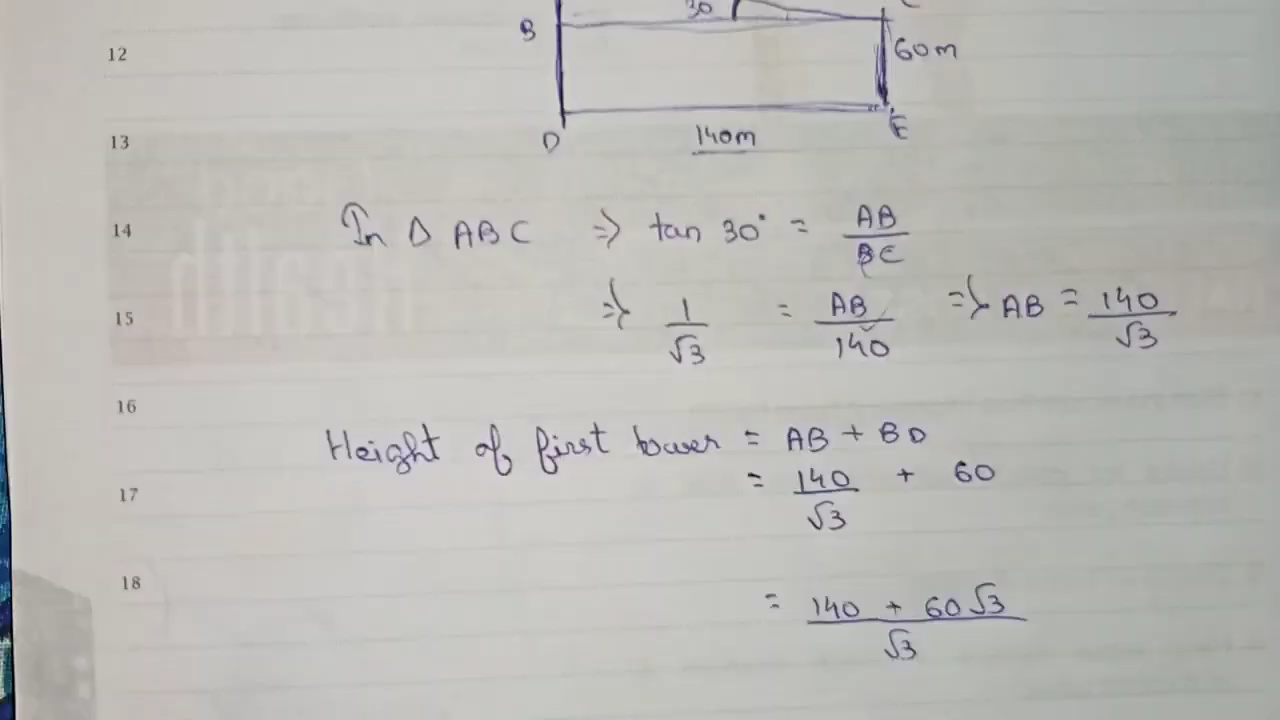 30
B
60m
12
D
140m
E
13
14 In Δ ABC ⇒ tan 30° = AB/BC
15 ⇒ 1/√3 = AB/140 ⇒ AB = 140/√3
16
Height of first tower = AB + BD
17 = 140/√3 + 60
18
= 140 + 60√3/√3